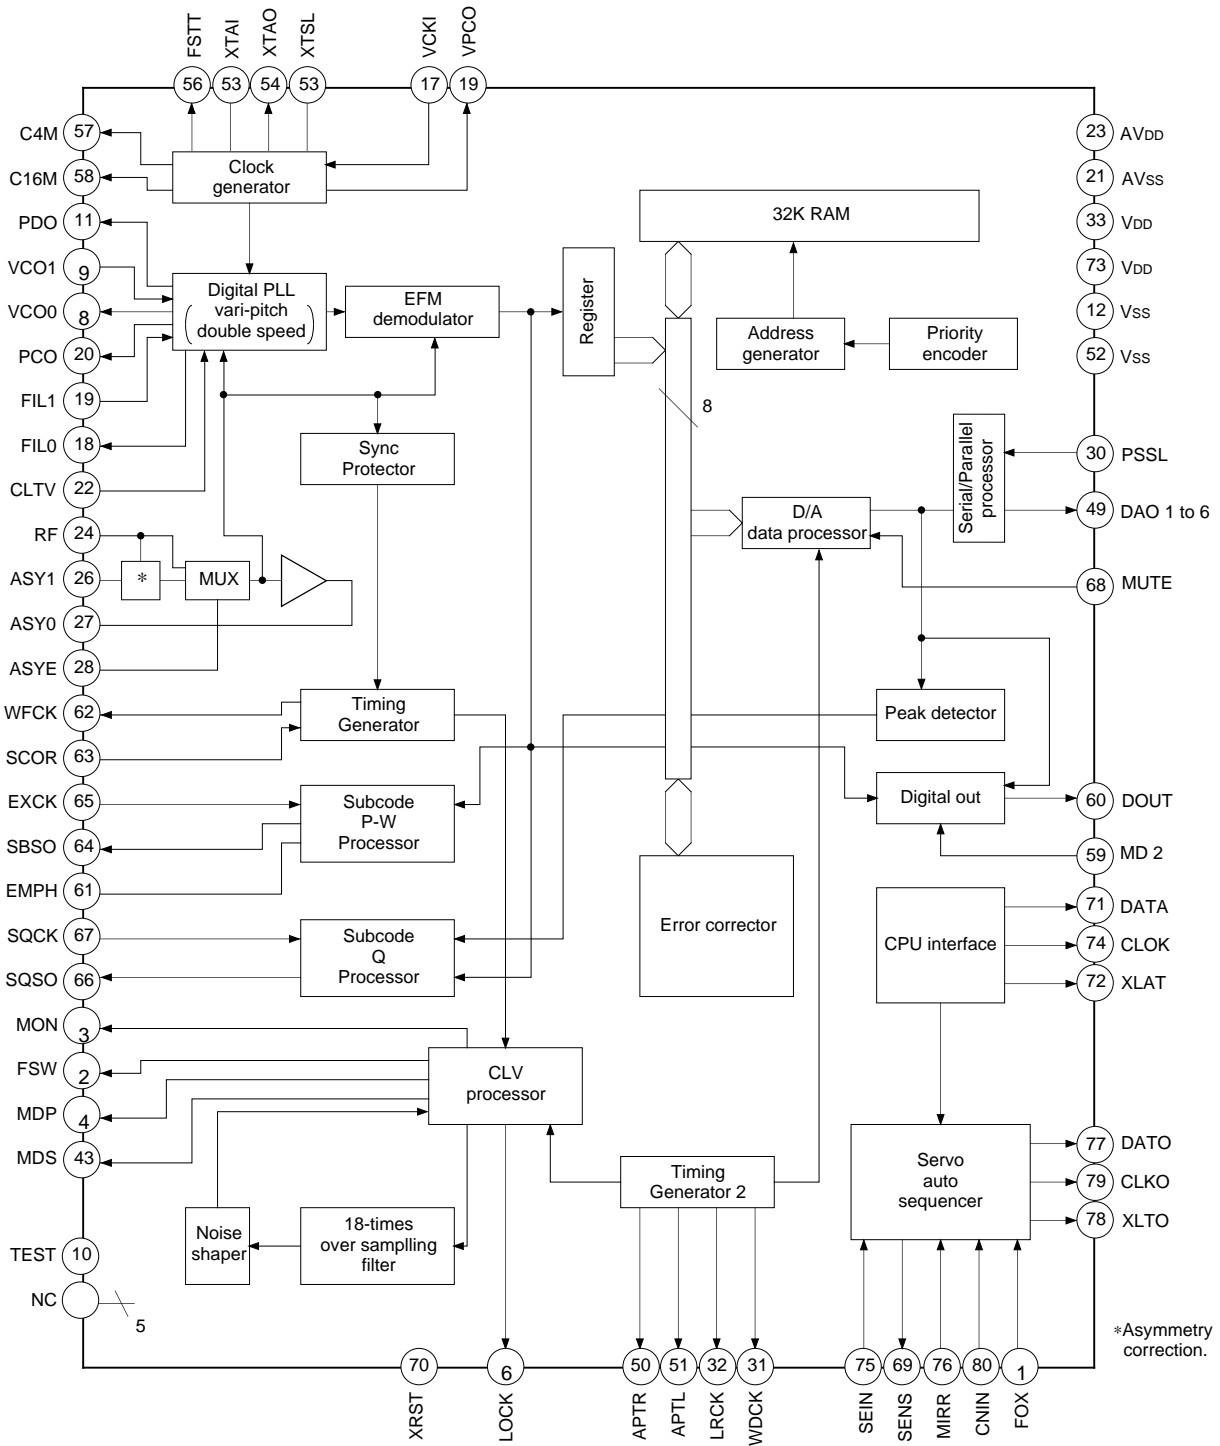 FSTT
XTAI
XTAO
XTSL
VCKI
VPCO
56
53
54
53
17
19
C4M 57
C16M 58
PDO 11
VCO1 9
VCO0 8
PCO 20
FIL1 19
FIL0 18
CLTV 22
RF 24
ASY1 26
ASY0 27
ASYE 28
WFCK 62
SCOR 63
EXCK 65
SBSO 64
EMPH 61
SQCK 67
SQSO 66
MON 3
FSW 2
MDP 4
MDS 43
TEST 10
NC
5
Clock
generator
Digital PLL
vari-pitch
double speed
EFM
demodulator
Register
32K RAM
Address
generator
Priority
encoder
8
Sync
Protector
Serial/Parallel
processor
D/A
data processor
*
MUX
Timing
Generator
Peak detector
Subcode
P-W
Processor
Digital out
Error corrector
CPU interface
Subcode
Q
Processor
CLV
processor
Servo
auto
sequencer
Timing
Generator 2
Noise
shaper
18-times
over samplling
filter
23 AVDD
21 AVSS
33 VDD
73 VDD
12 VSS
52 VSS
30 PSSL
49 DAO 1 to 6
68 MUTE
60 DOUT
59 MD 2
71 DATA
74 CLOK
72 XLAT
77 DATO
79 CLKO
78 XLTO
*Asymmetry
correction.
70
6
50
51
32
31
75
69
76
80
1
XRST
LOCK
APTR
APTL
LRCK
WDCK
SEIN
SENS
MIRR
CNIN
FOX